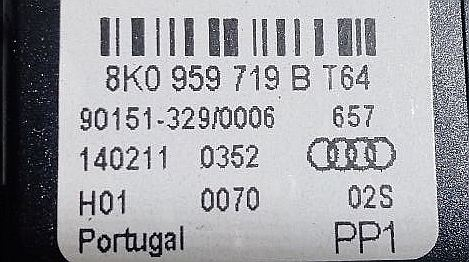 8K0 959 719 B T64
90151-329/0006 657
140211 0352
H01 0070 02S
Portugal PP1